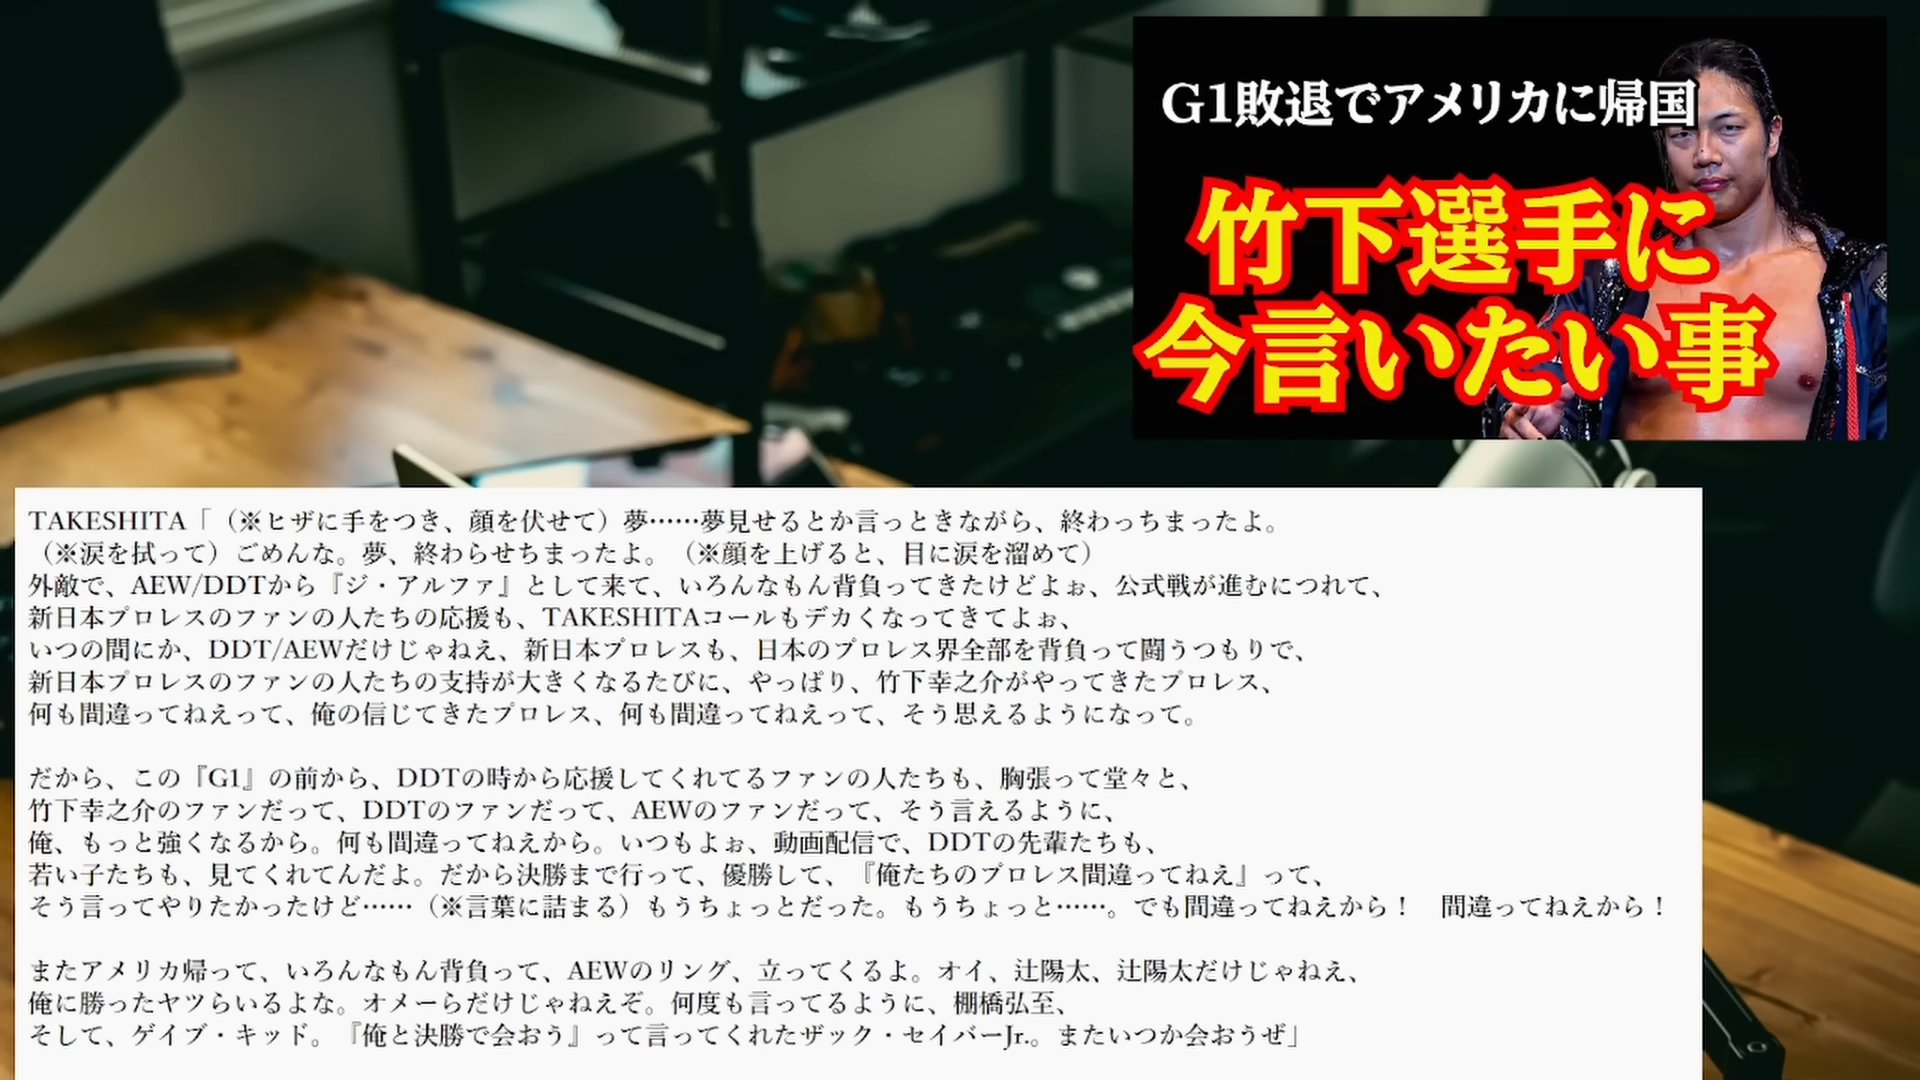 G1敗退でアメリカに帰国
竹下選手に
今言いたい事
TAKESHITA「（※ヒザに手をつき、顔を伏せて）夢……夢見せるとか言っときながら、終わっちまったよ。
（※涙を拭って）ごめんな。夢、終わらせちまったよ。（※顔を上げると、目に涙を溜めて）
外敵で、AEW/DDTから『ジ・アルファ』として来て、いろんなもん背負ってきたけどよぉ、公式戦が進むにつれて、
新日本プロレスのファンの人たちの応援も、TAKESHITAコールもデカくなってきてよぉ、
いつの間にか、DDT/AEWだけじゃねえ、新日本プロレスも、日本のプロレス界全部を背負って闘うつもりで、
新日本プロレスのファンの人たちの支持が大きくなるたびに、やっぱり、竹下幸之介がやってきたプロレス、
何も間違ってねえって、俺の信じてきたプロレス、何も間違ってねえって、そう思えるようになって。
だから、この『G1』の前から、DDTの時から応援してくれてるファンの人たちも、胸張って堂々と、
竹下幸之介のファンだって、DDTのファンだって、AEWのファンだって、そう言えるように、
俺、もっと強くなるから。何も間違ってねえから。いつもよぉ、動画配信で、DDTの先輩たちも、
若い子たちも、見てくれてんだよ。だから決勝まで行って、優勝して、『俺たちのプロレス間違ってねえ』って、
そう言ってやりたかったけど……（※言葉に詰まる）もうちょっとだった。もうちょっと……。でも間違ってねえから！　間違ってねえから！
またアメリカ帰って、いろんなもん背負って、AEWのリング、立ってくるよ。オイ、辻陽太、辻陽太だけじゃねえ、
俺に勝ったヤツらいるよな。オメーらだけじゃねえぞ。何度も言ってるように、棚橋弘至、
そして、ゲイブ・キッド。『俺と決勝で会おう』って言ってくれたザック・セイバーJr.。またいつか会おうぜ」